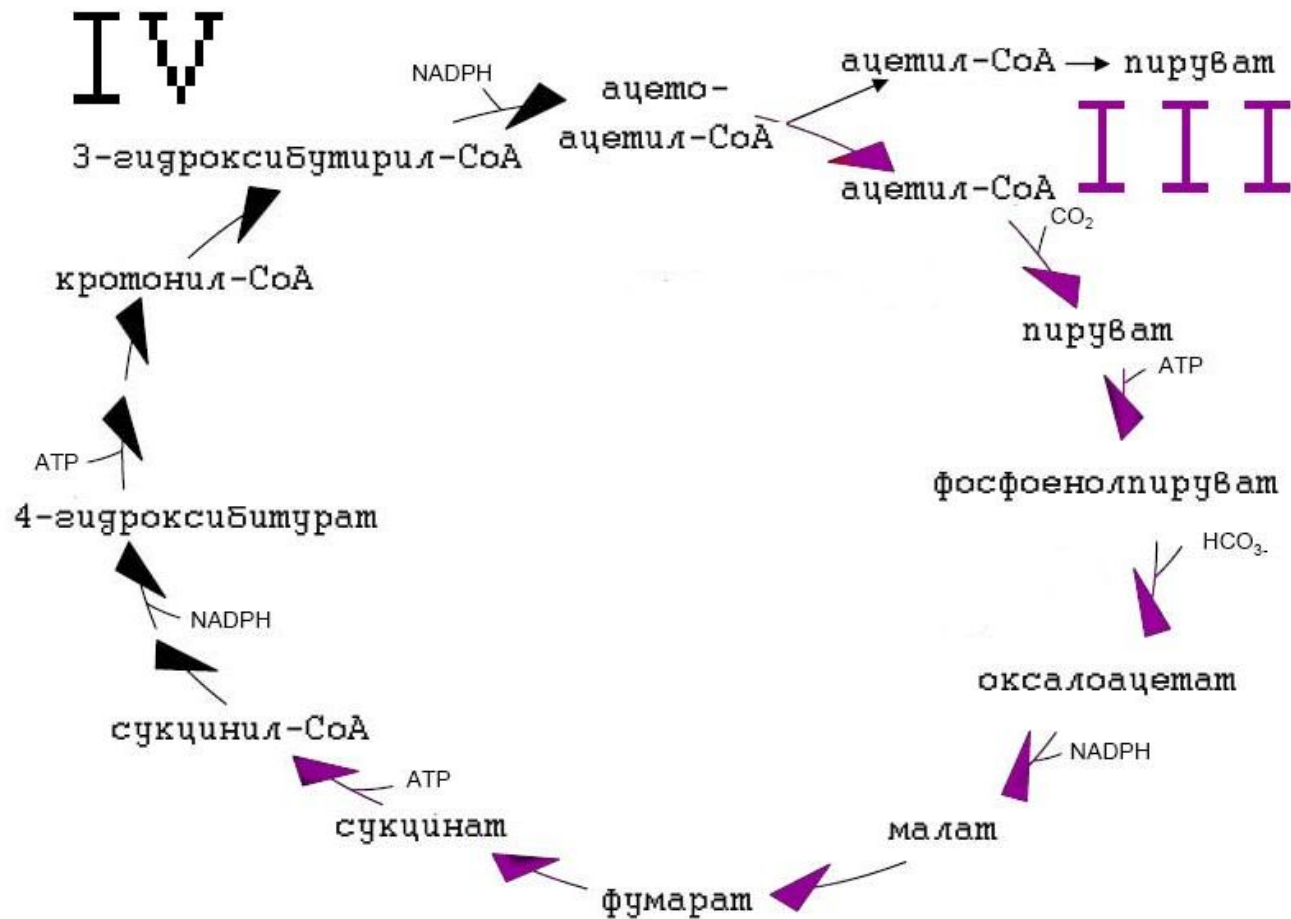 IV
NADPH
ацето-
ацетил-CoA
ацетил-CoA
пируват
III
3-гидроксибутирил-CoA
ацетил-CoA
CO2
кротонил-CoA
пируват
ATP
ATP
фосфоенолпируват
4-гидроксибитурат
HCO3-
NADPH
оксалоацетат
сукцинил-CoA
NADPH
ATP
сукцинат
малат
фумарат